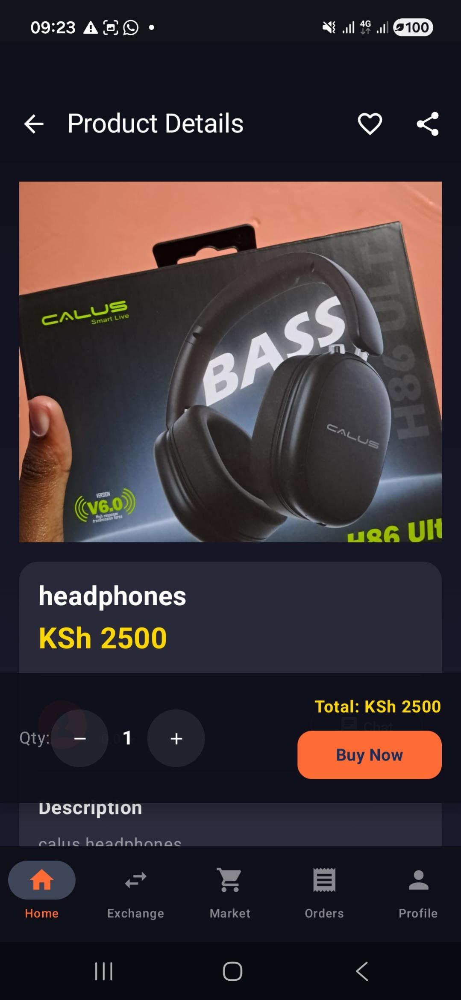 09:23
4G
100
Product Details
CALUS
Smart Live
BASS
H86 ULT
CALUS
VERSION
V6.0
High response
transmission force
H86 Ult
headphones
KSh 2500
Total: KSh 2500
Chat
Qty:
−
1
+
Buy Now
Description
calus headphones
Home
Exchange
Market
Orders
Profile